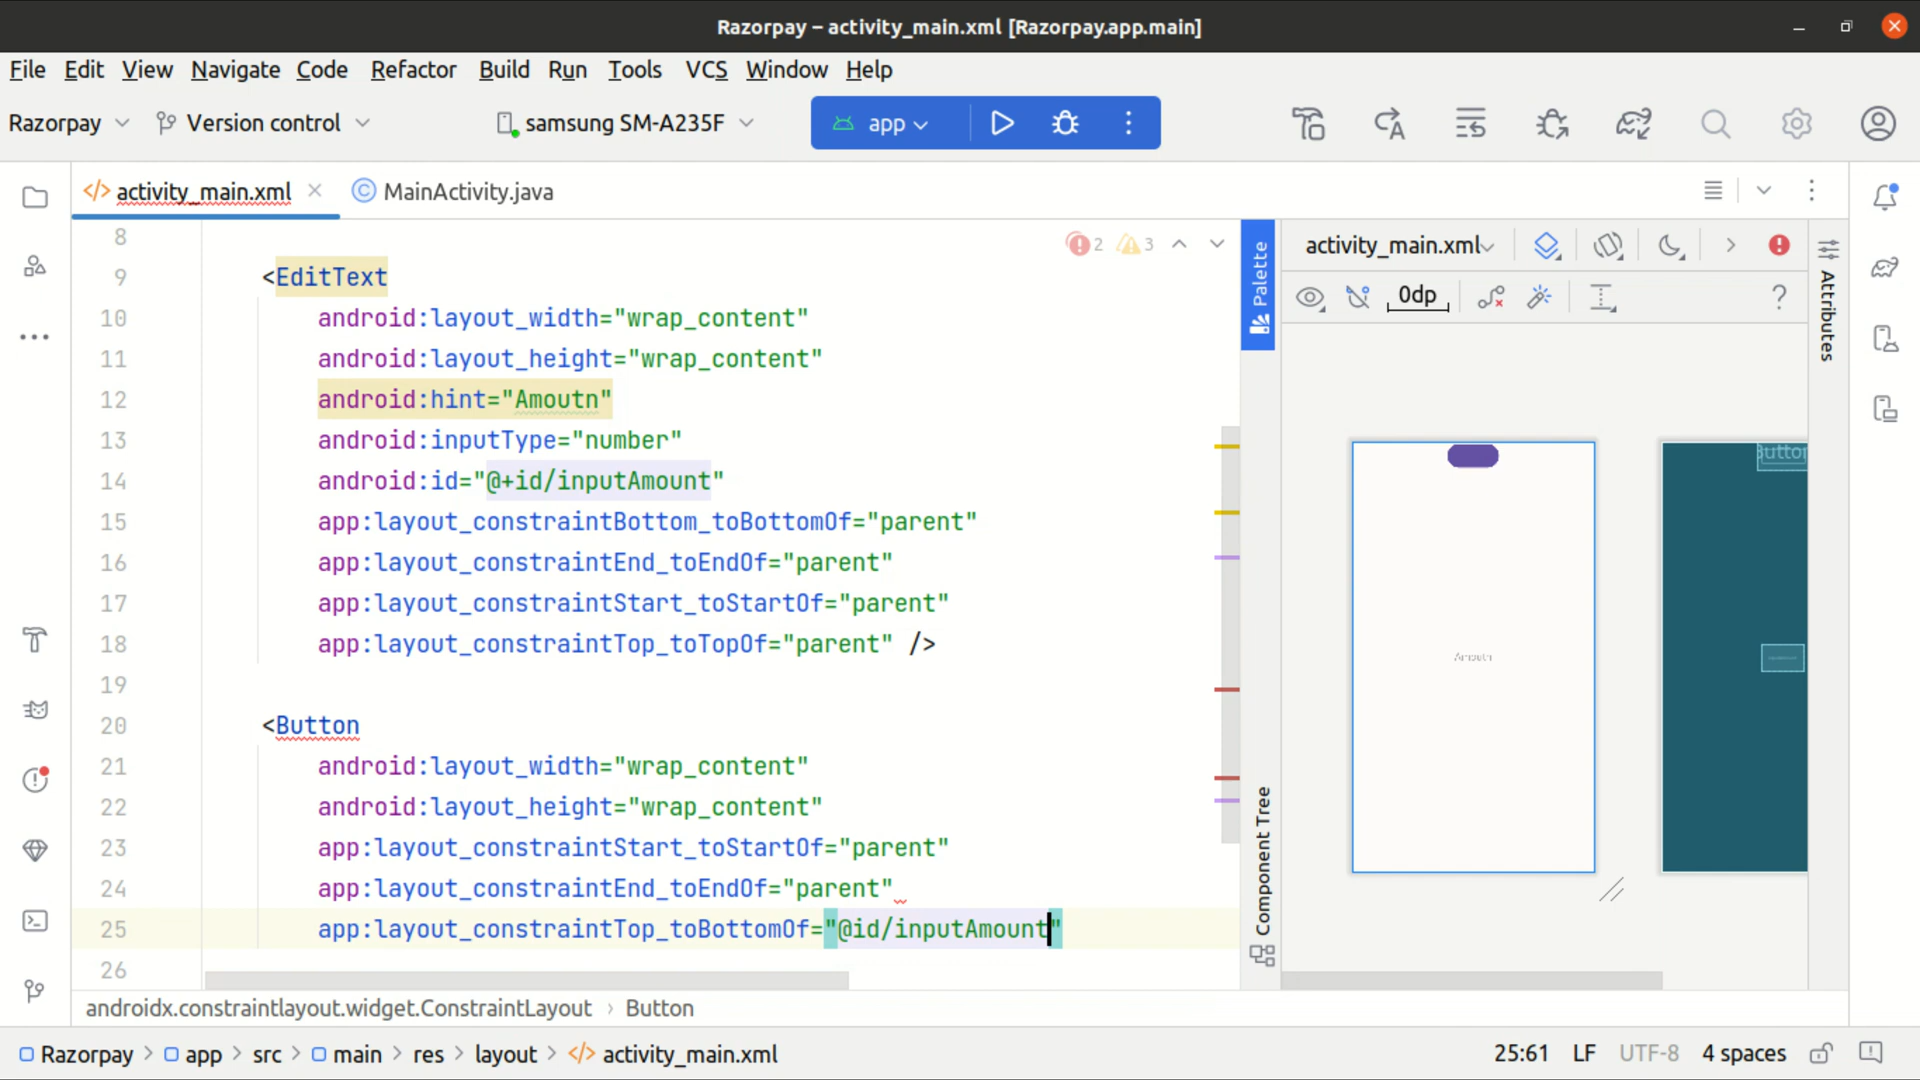 Razorpay – activity_main.xml [Razorpay.app.main]
File Edit View Navigate Code Refactor Build Run Tools VCS Window Help
Razorpay Version control samsung SM-A235F app
activity_main.xml MainActivity.java
8
2 3
9 <EditText
10 android:layout_width="wrap_content"
11 android:layout_height="wrap_content"
12 android:hint="Amoutn"
13 android:inputType="number"
14 android:id="@+id/inputAmount"
15 app:layout_constraintBottom_toBottomOf="parent"
16 app:layout_constraintEnd_toEndOf="parent"
17 app:layout_constraintStart_toStartOf="parent"
18 app:layout_constraintTop_toTopOf="parent" />
19
20 <Button
21 android:layout_width="wrap_content"
22 android:layout_height="wrap_content"
23 app:layout_constraintStart_toStartOf="parent"
24 app:layout_constraintEnd_toEndOf="parent"
25 app:layout_constraintTop_toBottomOf="@id/inputAmount"
26
Palette
Component Tree
activity_main.xml
0dp
?
Attributes
Amoutn
Button
androidx.constraintlayout.widget.ConstraintLayout › Button
Razorpay > app > src > main > res > layout > activity_main.xml
25:61 LF UTF-8 4 spaces